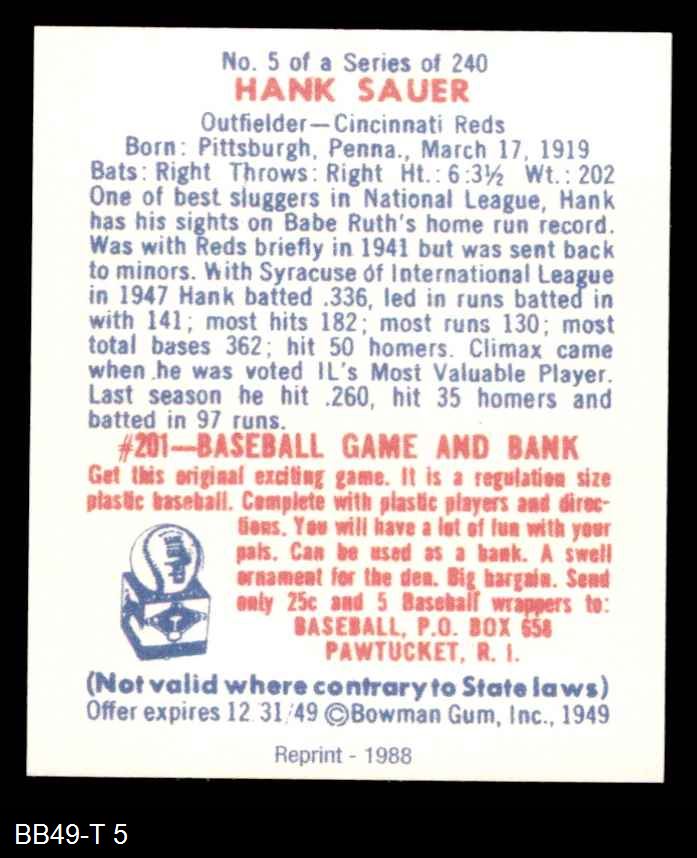 No. 5 of a Series of 240
HANK SAUER
Outfielder—Cincinnati Reds
Born: Pittsburgh, Penna., March 17, 1919
Bats: Right Throws: Right Ht.: 6:3½ Wt.: 202
One of best sluggers in National League, Hank
has his sights on Babe Ruth's home run record.
Was with Reds briefly in 1941 but was sent back
to minors. With Syracuse of International League
in 1947 Hank batted .336, led in runs batted in
with 141; most hits 182; most runs 130; most
total bases 362; hit 50 homers. Climax came
when he was voted IL's Most Valuable Player.
Last season he hit .260, hit 35 homers and
batted in 97 runs.
#201—BASEBALL GAME AND BANK
Get this original exciting game. It is a regulation size
plastic baseball. Complete with plastic players and direc-
tions. You will have a lot of fun with your
pals. Can be used as a bank. A swell
ornament for the den. Big bargain. Send
only 25c and 5 Baseball wrappers to:
BASEBALL, P.O. BOX 658
PAWTUCKET, R. I.
(Not valid where contrary to State laws)
Offer expires 12/31/49 ©Bowman Gum, Inc., 1949
Reprint - 1988
BB49-T 5